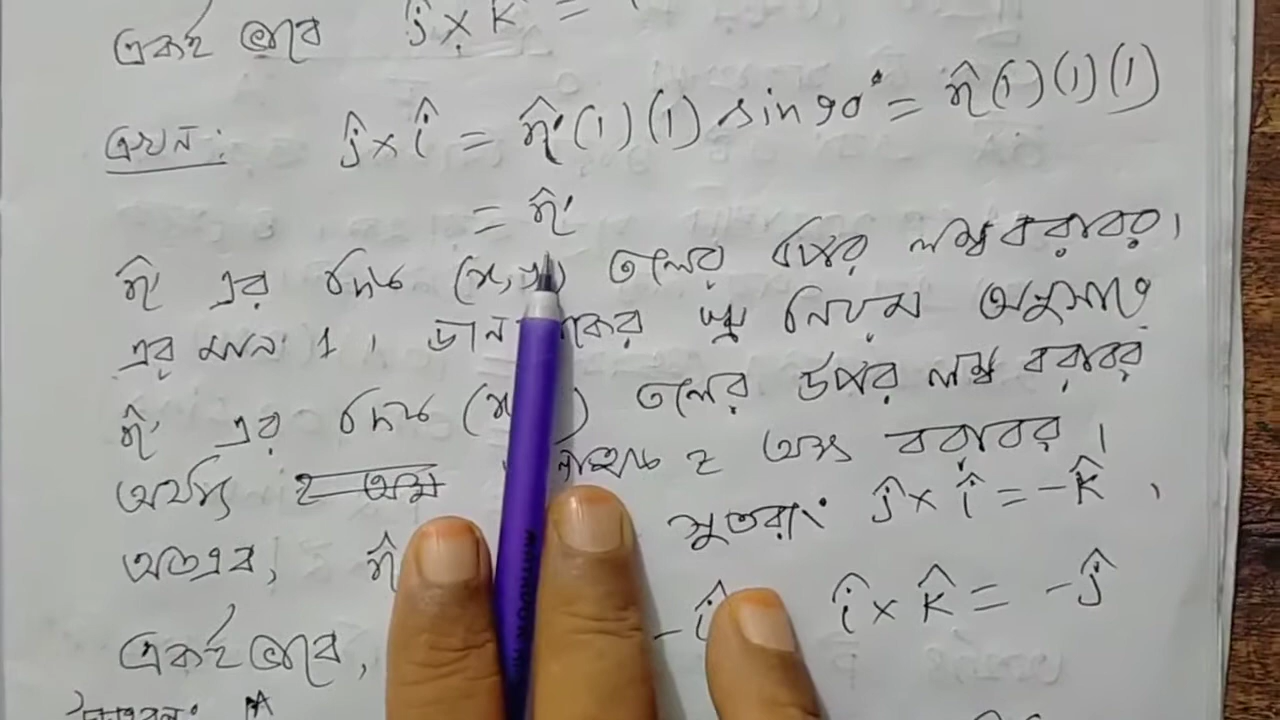 একই ভাবে ĵ × k̂ =
এখন: ĵ × î = n̂' (1) (1) sin 90° = n̂ (1) (1) (1)
= n̂'
n̂' এর দিক (x, y) তলের উপর লম্ব বরাবর।
এর মান 1। ডান স্ক্রু নিয়ম অনুসারে
n̂' এর দিক (x ) তলের উপর লম্ব বরাবর
অর্থাৎ z অক্ষ বরাবর।
অতএব, n̂ সুতরাং ĵ × î = -k̂ ,
একই ভাবে, -î î × k̂ = -ĵ